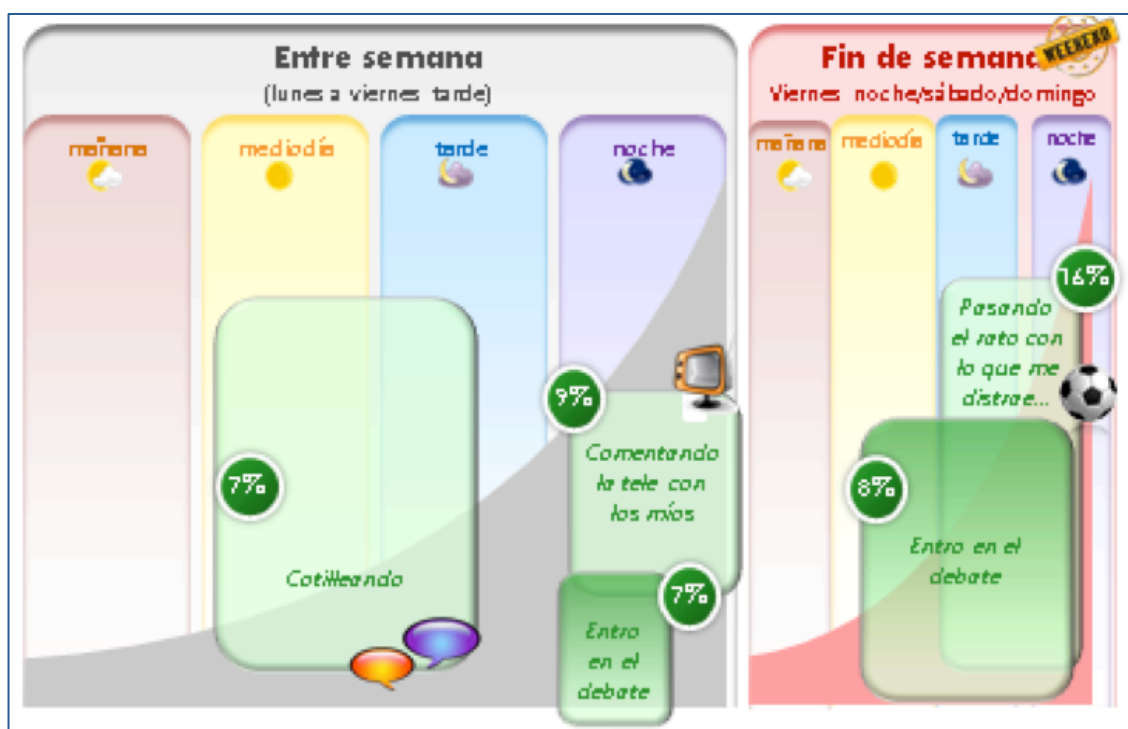 Entre semana
(lunes a viernes tarde)
mañana
mediodía
tarde
noche
7%
Cotilleando
9%
Comentando
la tele con
los míos
7%
Entro
en el
debate
Fin de semana
WEEKEND
Viernes noche/sábado/domingo
mañana
mediodía
tarde
noche
16%
Pasando
el rato con
lo que me
distrae...
8%
Entro en el
debate